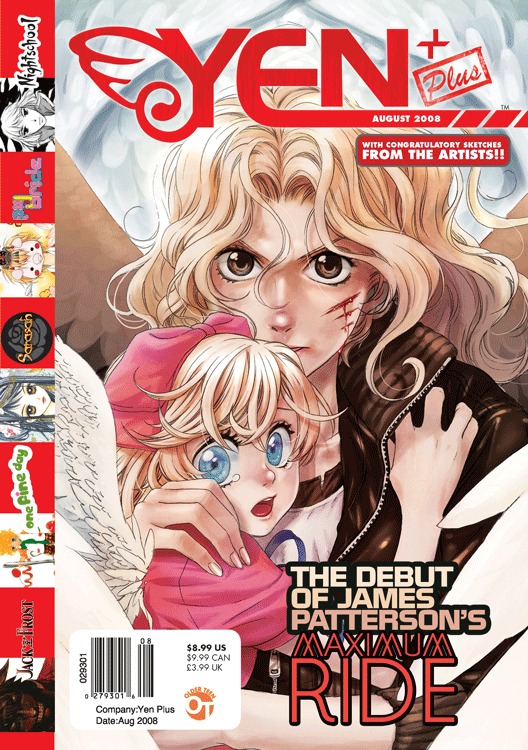 YEN+
Plus
AUGUST 2008
TM
WITH CONGRATULATORY SKETCHES
FROM THE ARTISTS!!
Nightschool
Pig Bride
Sarasah
one fine day
JACK FROST
THE DEBUT
OF JAMES
PATTERSON'S
MAXIMUM
RIDE
029301
08
0 279301 6
$8.99 US
$9.99 CAN
£3.99 UK
OLDER TEEN
OT
Company:Yen Plus
Date:Aug 2008